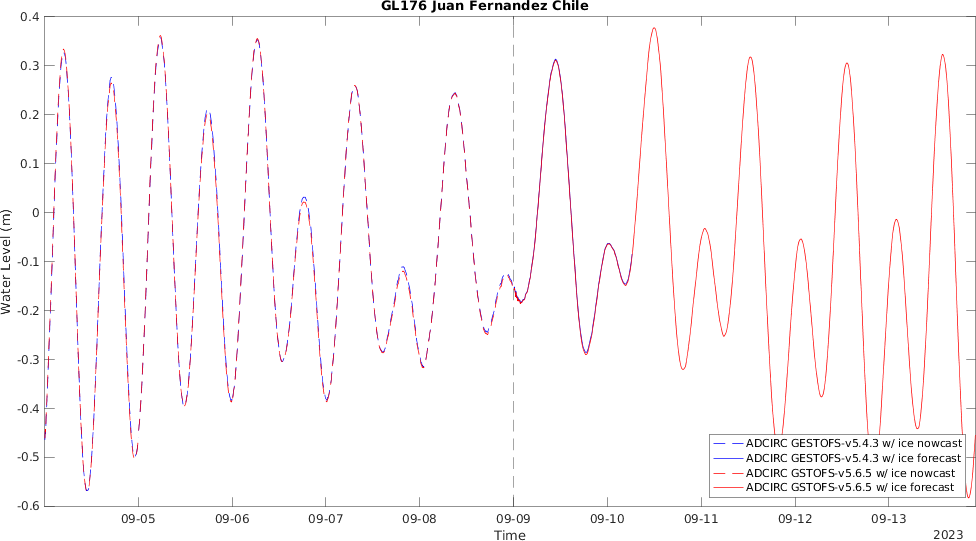 GL176 Juan Fernandez Chile
0.4
0.3
0.2
0.1
0
-0.1
-0.2
-0.3
-0.4
-0.5
-0.6
Water Level (m)
ADCIRC GESTOFS-v5.4.3 w/ ice nowcast
ADCIRC GESTOFS-v5.4.3 w/ ice forecast
ADCIRC GSTOFS-v5.6.5 w/ ice nowcast
ADCIRC GSTOFS-v5.6.5 w/ ice forecast
09-05 09-06 09-07 09-08 09-09 09-10 09-11 09-12 09-13
Time
2023